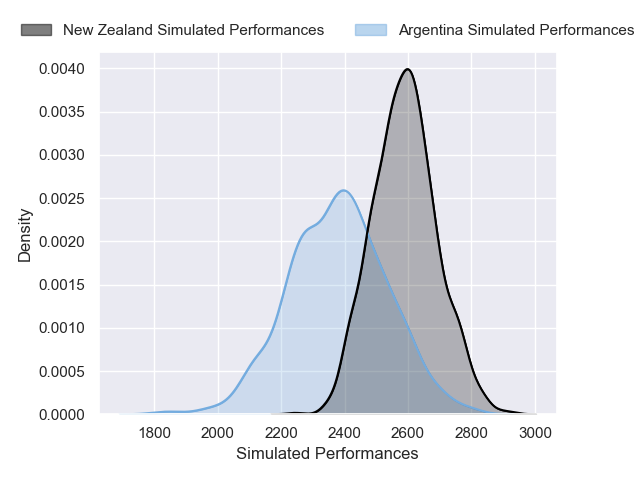 New Zealand Simulated Performances
Argentina Simulated Performances
0.0040
0.0035
0.0030
0.0025
0.0020
0.0015
0.0010
0.0005
0.0000
Density
1800 2000 2200 2400 2600 2800 3000
Simulated Performances